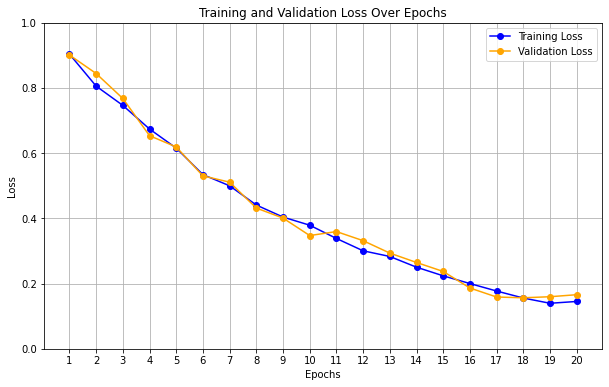 Training and Validation Loss Over Epochs
Training Loss
Validation Loss
1.0
0.8
0.6
0.4
0.2
0.0
Loss
1 2 3 4 5 6 7 8 9 10 11 12 13 14 15 16 17 18 19 20
Epochs